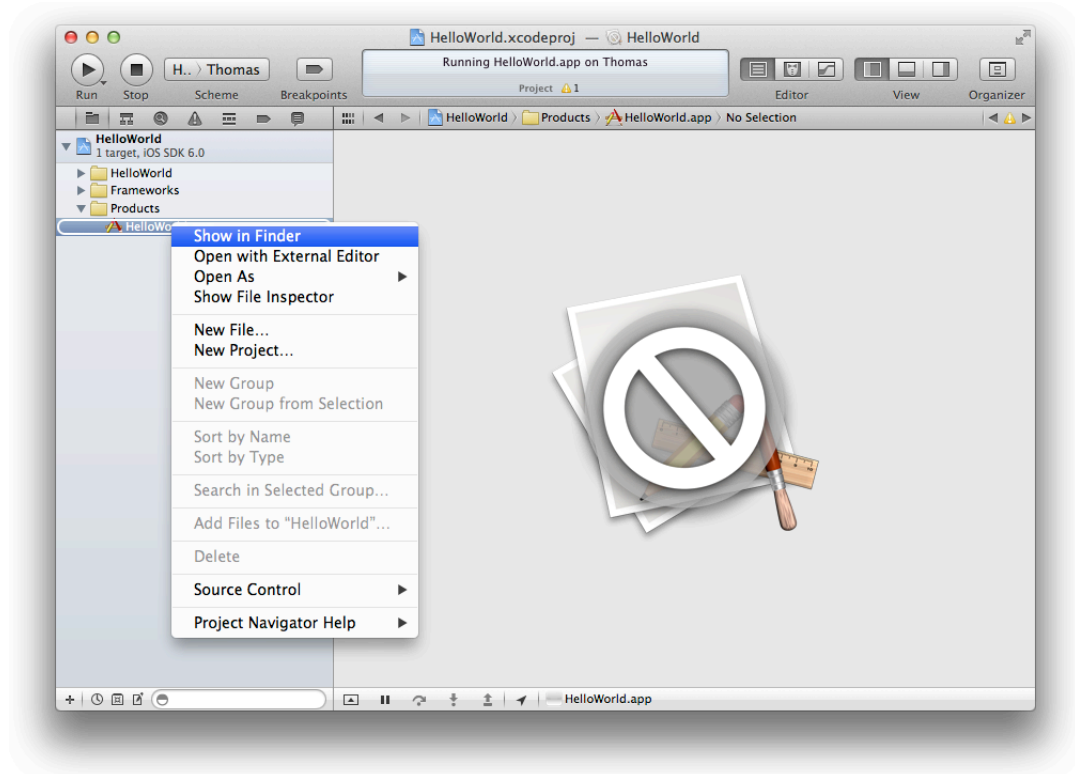 HelloWorld.xcodeproj — HelloWorld
Running HelloWorld.app on Thomas
H.. 〉 Thomas
Project 1
Run Stop Scheme Breakpoints Editor View Organizer
HelloWorld 〉 Products 〉 HelloWorld.app 〉 No Selection
HelloWorld
1 target, iOS SDK 6.0
HelloWorld
Frameworks
Products
HelloWo
Show in Finder
Open with External Editor
Open As
Show File Inspector
New File...
New Project...
New Group
New Group from Selection
Sort by Name
Sort by Type
Search in Selected Group...
Add Files to "HelloWorld"...
Delete
Source Control
Project Navigator Help
HelloWorld.app